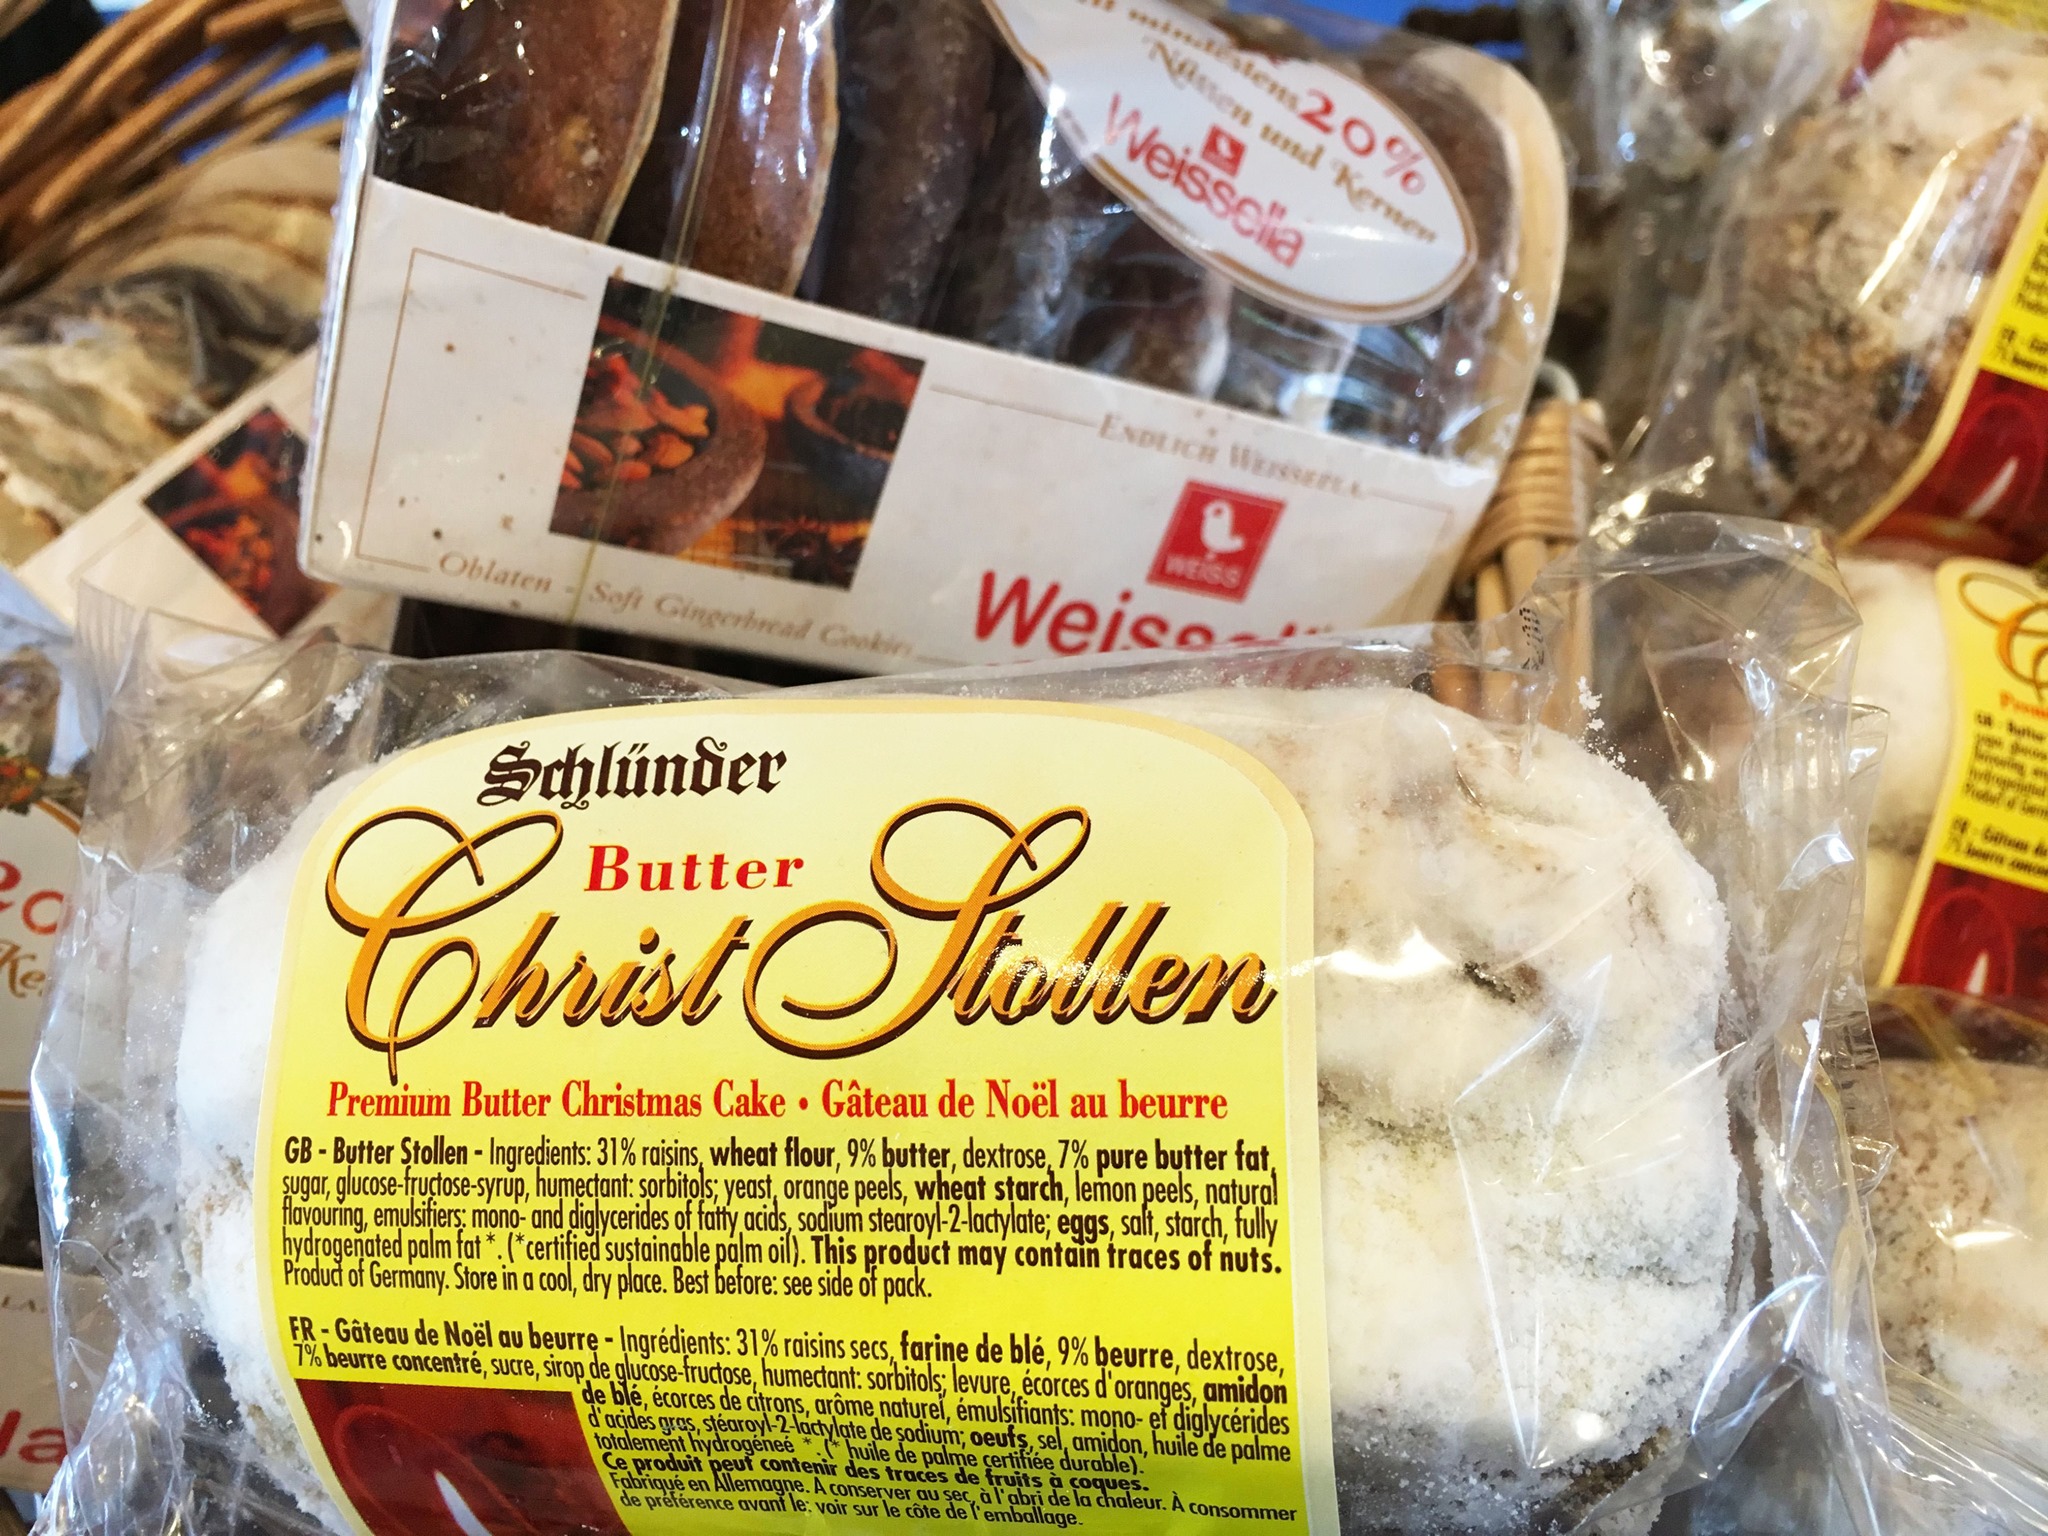 mindestens 20%
Nüssen und Kernen
Weissella
ENDLICH WEISSELLA
WEISS
Oblaten - Soft Gingerbread Cookies
Schlünder
Butter
Christ Stollen
Premium Butter Christmas Cake • Gâteau de Noël au beurre
GB - Butter Stollen - Ingredients: 31% raisins, wheat flour, 9% butter, dextrose, 7% pure butter fat,
sugar, glucose-fructose-syrup, humectant: sorbitols; yeast, orange peels, wheat starch, lemon peels, natural
flavouring, emulsifiers: mono- and diglycerides of fatty acids, sodium stearoyl-2-lactylate; eggs, salt, starch, fully
hydrogenated palm fat*. (*certified sustainable palm oil). This product may contain traces of nuts.
Product of Germany. Store in a cool, dry place. Best before: see side of pack.
FR - Gâteau de Noël au beurre - Ingrédients: 31% raisins secs, farine de blé, 9% beurre, dextrose,
7% beurre concentré, sucre, sirop de glucose-fructose, humectant: sorbitols; levure, écorces d'oranges, amidon
de blé, écorces de citrons, arôme naturel, émulsifiants: mono- et diglycérides
d'acides gras, stéaroyl-2-lactylate de sodium; oeufs, sel, amidon, huile de palme
totalement hydrogéneé *. (* huile de palme certifiée durable).
Ce produit peut contenir des traces de fruits à coques.
Fabriqué en Allemagne. A conserver au sec, à l'abri de la chaleur. À consommer
de préférence avant le: voir sur le côte de l'emballage.